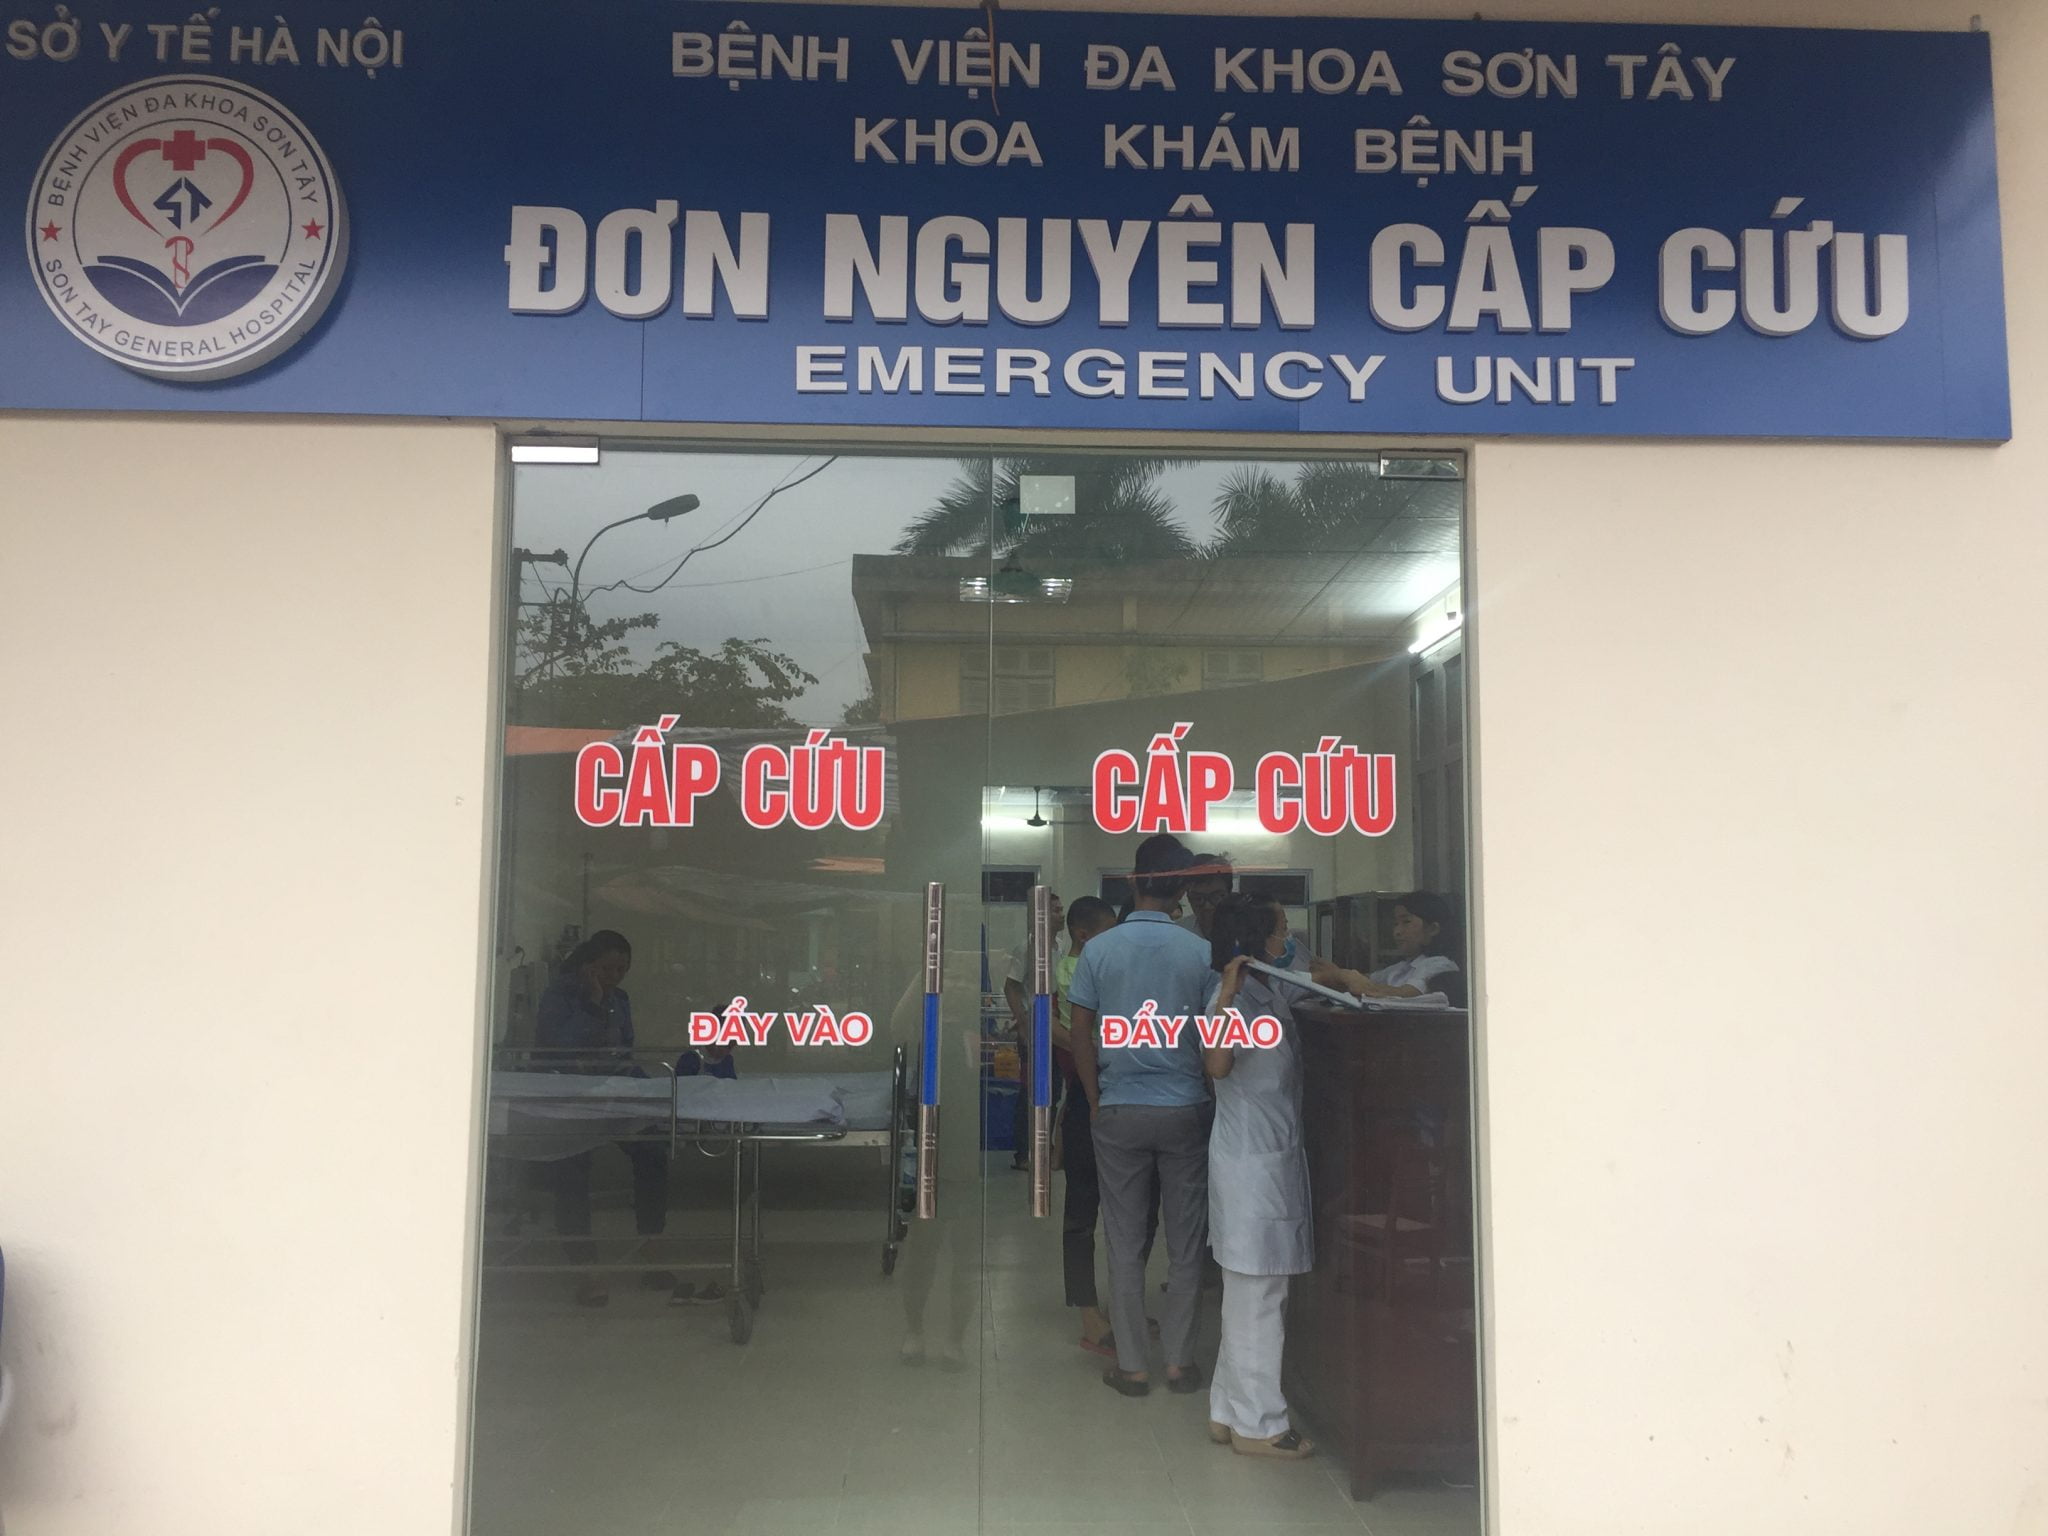 SỞ Y TẾ HÀ NỘI
BỆNH VIỆN ĐA KHOA SƠN TÂY
ST
SON TAY GENERAL HOSPITAL
BỆNH VIỆN ĐA KHOA SƠN TÂY
KHOA KHÁM BỆNH
ĐƠN NGUYÊN CẤP CỨU
EMERGENCY UNIT
CẤP CỨU
CẤP CỨU
ĐẨY VÀO
ĐẨY VÀO